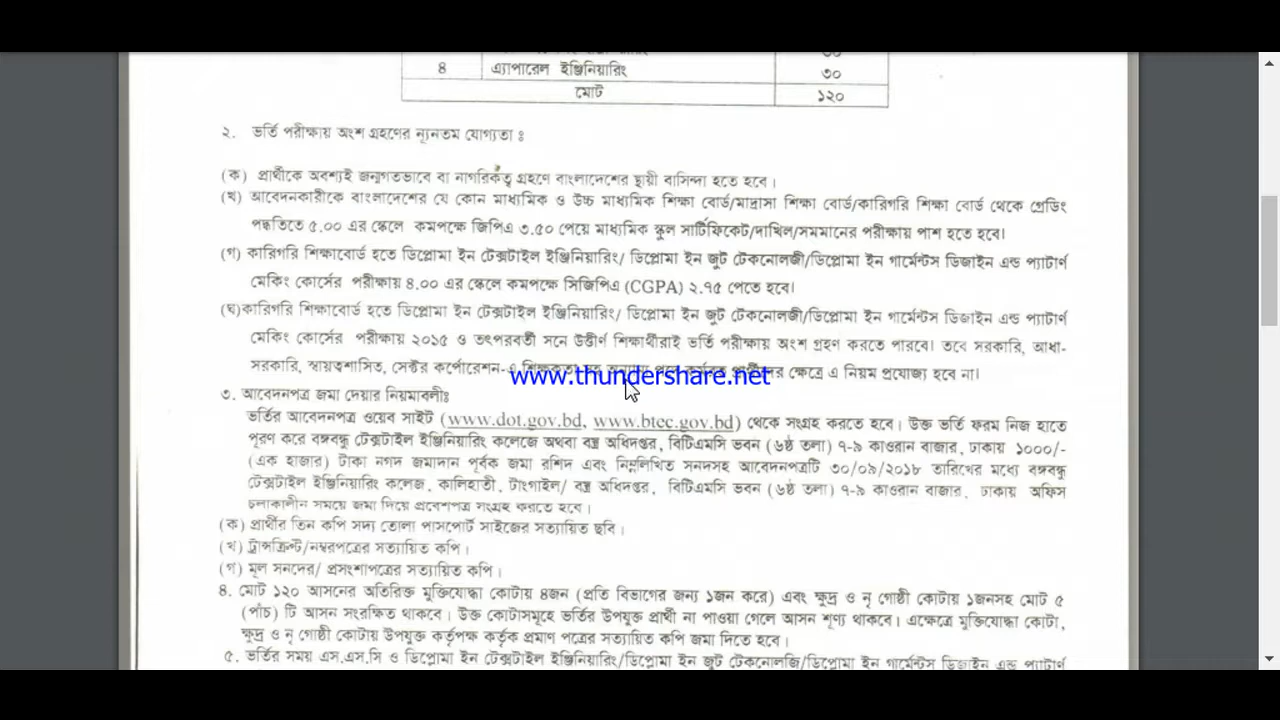 ৪ এ্যাপারেল ইঞ্জিনিয়ারিং ৩০
মোট ১২০
২. ভর্তি পরীক্ষায় অংশ গ্রহণের ন্যূনতম যোগ্যতা ঃ
(ক) প্রার্থীকে অবশ্যই জন্মগতভাবে বা নাগরিকত্ব গ্রহণে বাংলাদেশের স্থায়ী বাসিন্দা হতে হবে।
(খ) আবেদনকারীকে বাংলাদেশের যে কোন মাধ্যমিক ও উচ্চ মাধ্যমিক শিক্ষা বোর্ড/মাদ্রাসা শিক্ষা বোর্ড/কারিগরি শিক্ষা বোর্ড থেকে গ্রেডিং
পদ্ধতিতে ৫.০০ এর স্কেলে কমপক্ষে জিপিএ ৩.৫০ পেয়ে মাধ্যমিক স্কুল সার্টিফিকেট/দাখিল/সমমানের পরীক্ষায় পাশ হতে হবে।
(গ) কারিগরি শিক্ষাবোর্ড হতে ডিপ্লোমা ইন টেক্সটাইল ইঞ্জিনিয়ারিং/ ডিপ্লোমা ইন জুট টেকনোলজী/ডিপ্লোমা ইন গার্মেন্টস ডিজাইন এন্ড প্যাটার্ণ
মেকিং কোর্সের পরীক্ষায় ৪.০০ এর স্কেলে কমপক্ষে সিজিপিএ (CGPA) ২.৭৫ পেতে হবে।
(ঘ)কারিগরি শিক্ষাবোর্ড হতে ডিপ্লোমা ইন টেক্সটাইল ইঞ্জিনিয়ারিং/ ডিপ্লোমা ইন জুট টেকনোলজী/ডিপ্লোমা ইন গার্মেন্টস ডিজাইন এন্ড প্যাটার্ণ
মেকিং কোর্সের পরীক্ষায় ২০১৫ ও তৎপরবর্তী সনে উত্তীর্ণ শিক্ষার্থীরাই ভর্তি পরীক্ষায় অংশ গ্রহণ করতে পারবে। তবে সরকারি, আধা-
সরকারি, স্বায়ত্বশাসিত, সেক্টর কর্পোরেশন-এ ক্ষেত্রে এ নিয়ম প্রযোজ্য হবে না।
www.thundershare.net
৩. আবেদনপত্র জমা দেয়ার নিয়মাবলীঃ
ভর্তির আবেদনপত্র ওয়েব সাইট (www.dot.gov.bd, www.btec.gov.bd) থেকে সংগ্রহ করতে হবে। উক্ত ভর্তি ফরম নিজ হাতে
পূরণ করে বঙ্গবন্ধু টেক্সটাইল ইঞ্জিনিয়ারিং কলেজে অথবা বস্ত্র অধিদপ্তর, বিটিএমসি ভবন (৬ষ্ঠ তলা) ৭-৯ কাওরান বাজার, ঢাকায় ১০০০/-
(এক হাজার) টাকা নগদ জমাদান পূর্বক জমা রশিদ এবং নিম্নলিখিত সনদসহ আবেদনপত্রটি ৩০/০৯/২০১৮ তারিখের মধ্যে বঙ্গবন্ধু
টেক্সটাইল ইঞ্জিনিয়ারিং কলেজ, কালিহাতী, টাংগাইল/ বস্ত্র অধিদপ্তর, বিটিএমসি ভবন (৬ষ্ঠ তলা) ৭-৯ কাওরান বাজার, ঢাকায় অফিস
চলাকালীন সময়ে জমা দিয়ে প্রবেশপত্র সংগ্রহ করতে হবে।
(ক) প্রার্থীর তিন কপি সদ্য তোলা পাসপোর্ট সাইজের সত্যায়িত ছবি।
(খ) ট্রান্সক্রিপ্ট/নম্বরপত্রের সত্যায়িত কপি।
(গ) মূল সনদের/ প্রসংশাপত্রের সত্যায়িত কপি।
৪. মোট ১২০ আসনের অতিরিক্ত মুক্তিযোদ্ধা কোটায় ৪জন (প্রতি বিভাগের জন্য ১জন করে) এবং ক্ষুদ্র ও নৃ গোষ্ঠী কোটায় ১জনসহ মোট ৫
(পাঁচ) টি আসন সংরক্ষিত থাকবে। উক্ত কোটাসমূহে ভর্তির উপযুক্ত প্রার্থী না পাওয়া গেলে আসন শূণ্য থাকবে। এক্ষেত্রে মুক্তিযোদ্ধা কোটা,
ক্ষুদ্র ও নৃ গোষ্ঠী কোটায় উপযুক্ত কর্তৃপক্ষ কর্তৃক প্রমাণ পত্রের সত্যায়িত কপি জমা দিতে হবে।
৫. ভর্তির সময় এস.এস.সি ও ডিপ্লোমা ইন টেক্সটাইল ইঞ্জিনিয়ারিং/ডিপ্লোমা ইন জুট টেকনোলজি/ডিপ্লোমা ইন গার্মেন্টস ডিজাইন এন্ড প্যাটার্ণ